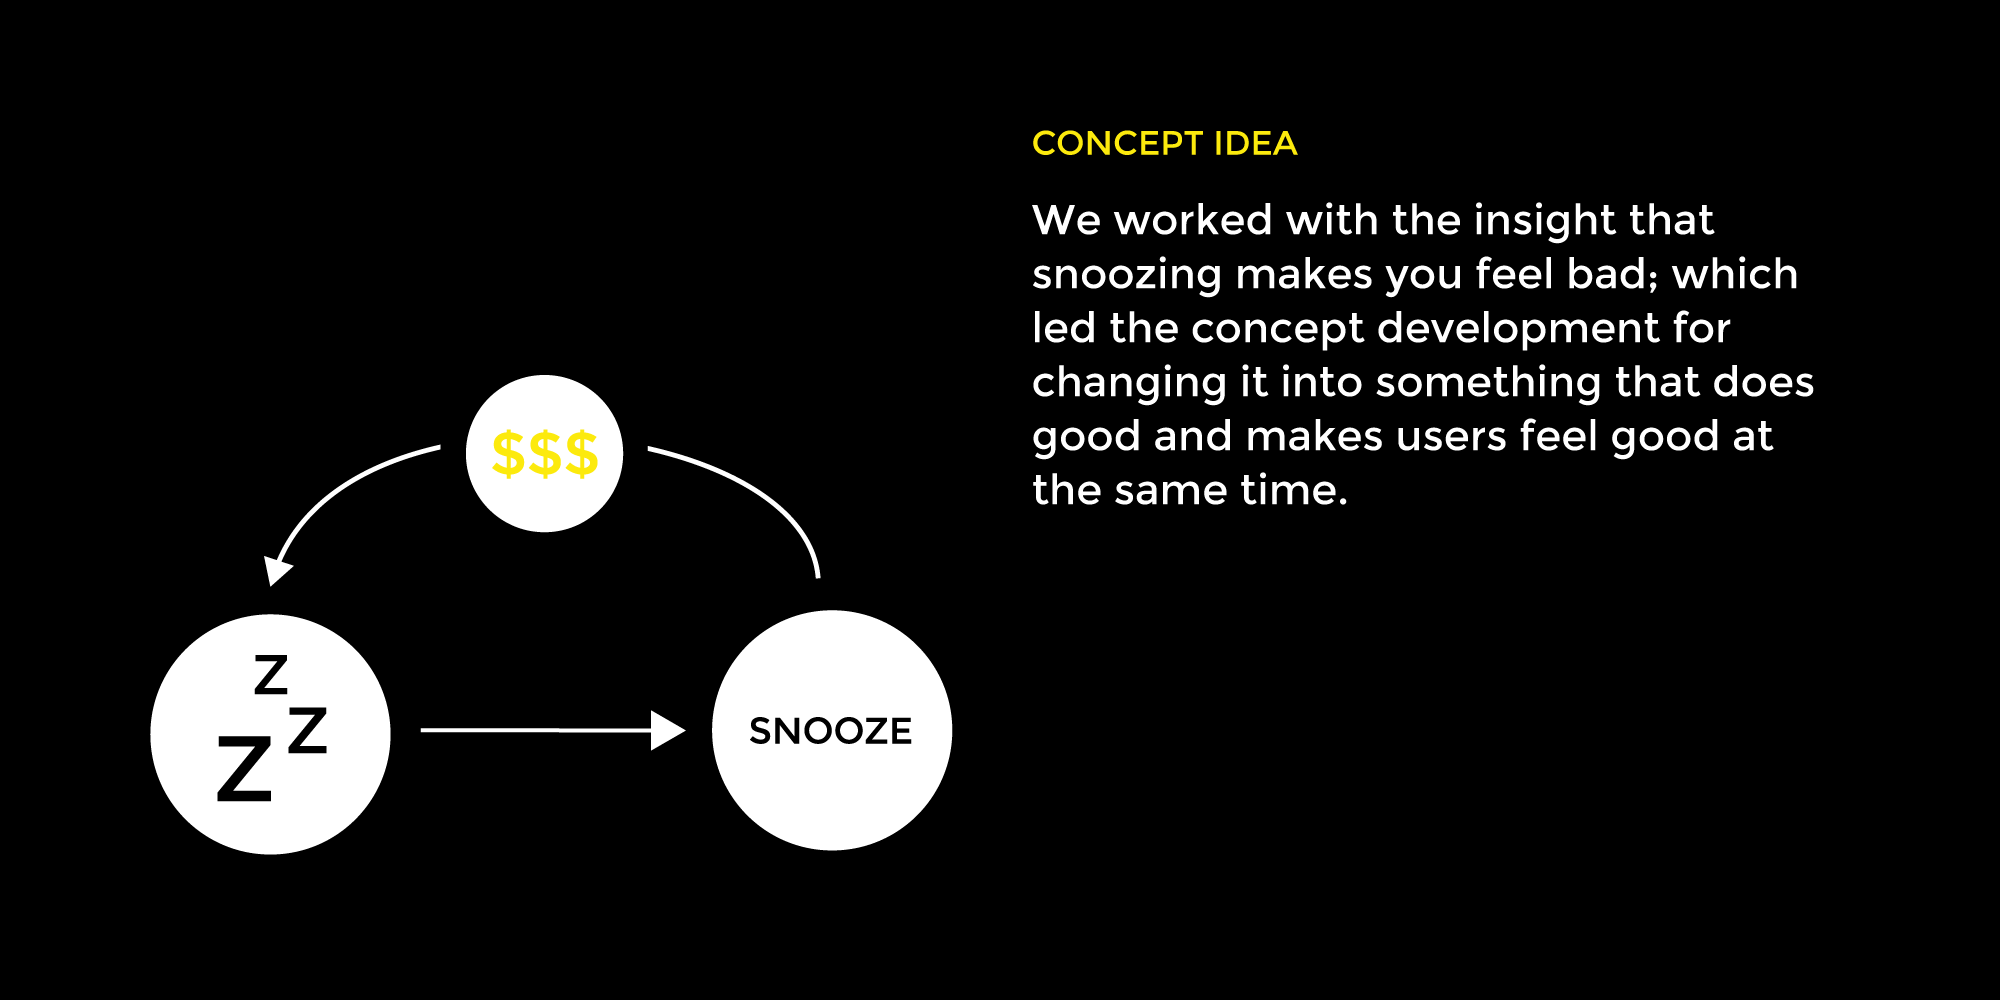 CONCEPT IDEA
We worked with the insight that
snoozing makes you feel bad; which
led the concept development for
changing it into something that does
good and makes users feel good at
the same time.
$$$
Z
Z
Z
SNOOZE